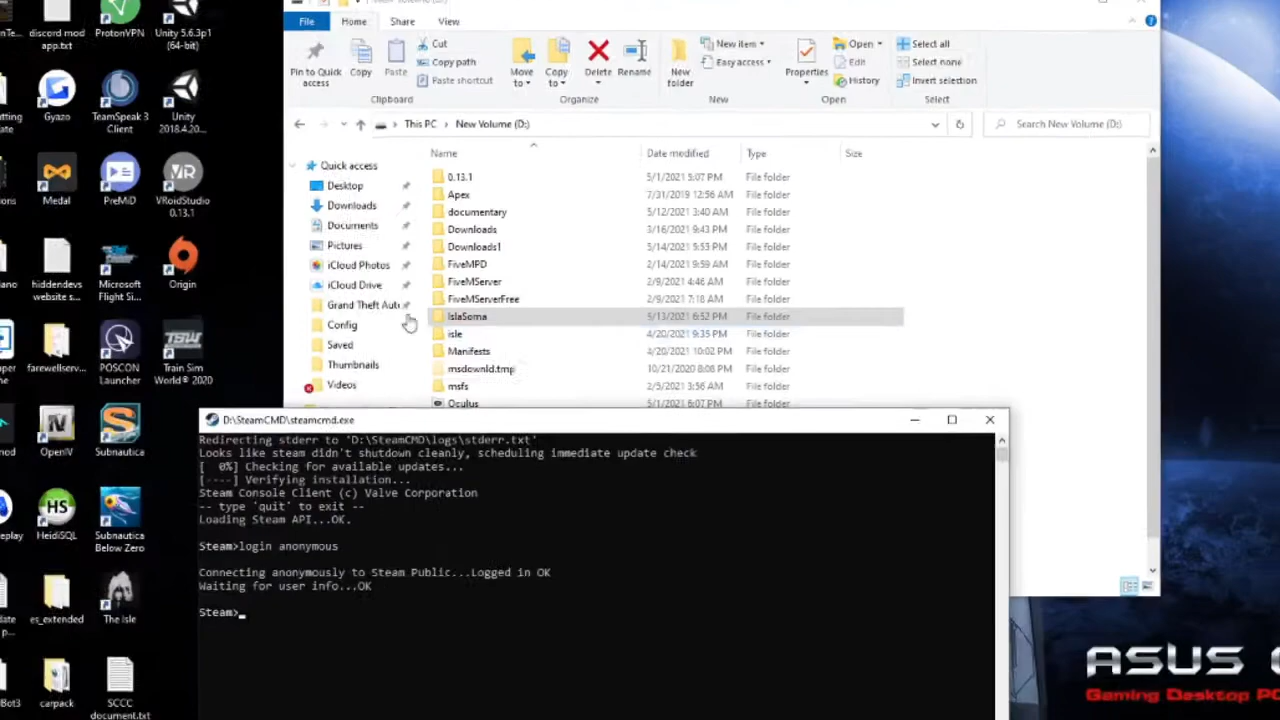 discord mod
app.txt
ProtonVPN
Unity 5.6.3p1
(64-bit)
Gyazo
TeamSpeak 3
Client
Unity
2018.4.20...
Medal
PreMiD
VRoidStudio
0.13.1
hiddendevs
website s...
Microsoft
Flight Si...
Origin
farewellserv...
POSCON
Launcher
Train Sim
World® 2020
OpenIV
Subnautica
HeidiSQL
Subnautica
Below Zero
es_extended
The Isle
carpack
SCCC
document.txt
File Home Share View
Pin to Quick
access
Copy
Paste
Cut
Copy path
Paste shortcut
Clipboard
Move
to
Copy
to
Delete
Rename
Organize
New
folder
New item
Easy access
New
Properties
Open
Edit
History
Open
Select all
Select none
Invert selection
Select
This PC New Volume (D:)
Search New Volume (D:)
Name Date modified Type Size
Quick access
Desktop
Downloads
Documents
Pictures
iCloud Photos
iCloud Drive
Grand Theft Auto
Config
Saved
Thumbnails
Videos
0.13.1 5/1/2021 5:07 PM File folder
Apex 7/31/2019 12:56 AM File folder
documentary 5/12/2021 3:40 AM File folder
Downloads 3/16/2021 9:43 PM File folder
Downloads1 5/14/2021 5:53 PM File folder
FiveMPD 2/14/2021 9:59 AM File folder
FiveMServer 2/9/2021 4:46 AM File folder
FiveMServerFree 2/9/2021 7:18 AM File folder
IslaSorna 5/13/2021 6:52 PM File folder
isle 4/20/2021 9:35 PM File folder
Manifests 4/20/2021 10:02 PM File folder
msdownld.tmp 10/21/2020 8:08 PM File folder
msfs 2/5/2021 3:56 AM File folder
Oculus 5/1/2021 6:07 PM File folder
D:\SteamCMD\steamcmd.exe
Redirecting stderr to 'D:\SteamCMD\logs\stderr.txt'
Looks like steam didn't shutdown cleanly, scheduling immediate update check
[ 0%] Checking for available updates...
[----] Verifying installation...
Steam Console Client (c) Valve Corporation
-- type 'quit' to exit --
Loading Steam API...OK.
Steam>login anonymous
Connecting anonymously to Steam Public...Logged in OK
Waiting for user info...OK
Steam>_
ASUS
Gaming Desktop PC